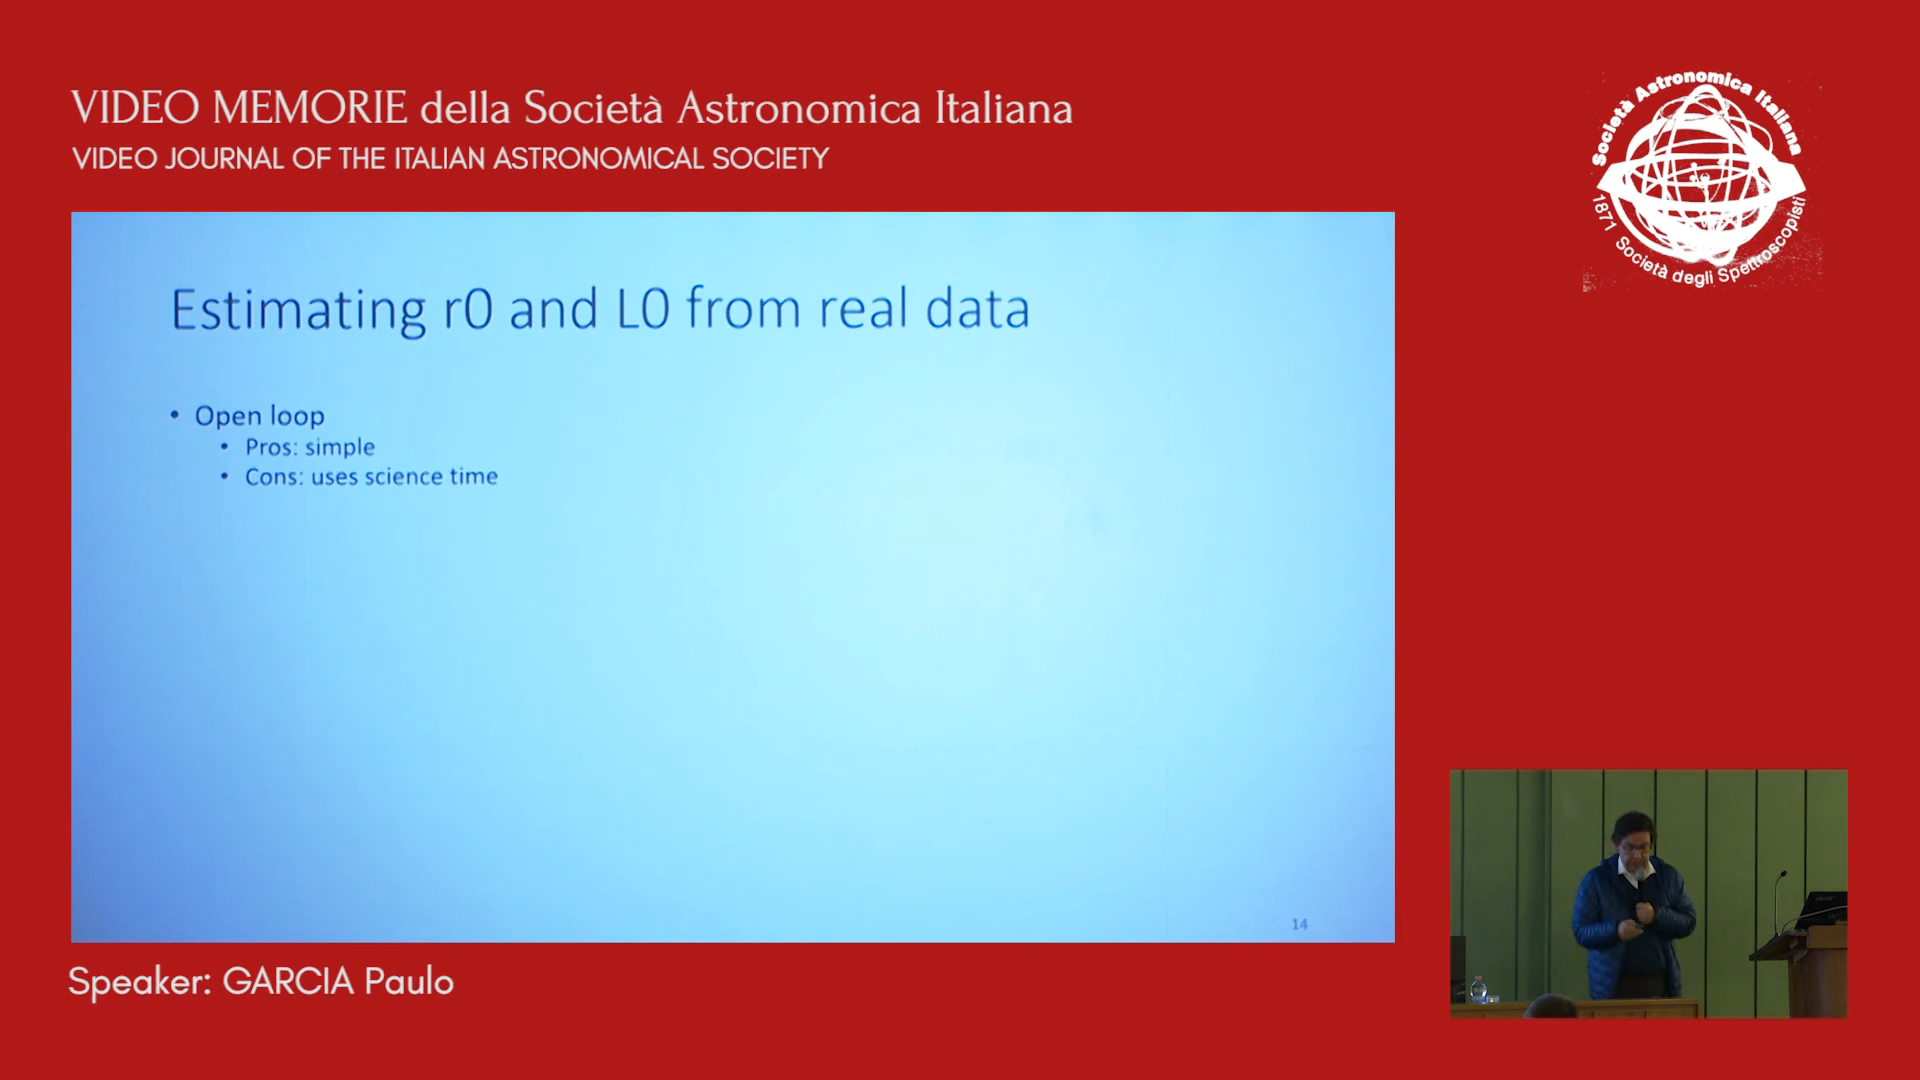 VIDEO MEMORIE della Società Astronomica Italiana
VIDEO JOURNAL OF THE ITALIAN ASTRONOMICAL SOCIETY
Società Astronomica Italiana
1871 Società degli Spettroscopisti
Estimating r0 and L0 from real data
• Open loop
• Pros: simple
• Cons: uses science time
14
Speaker: GARCIA Paulo